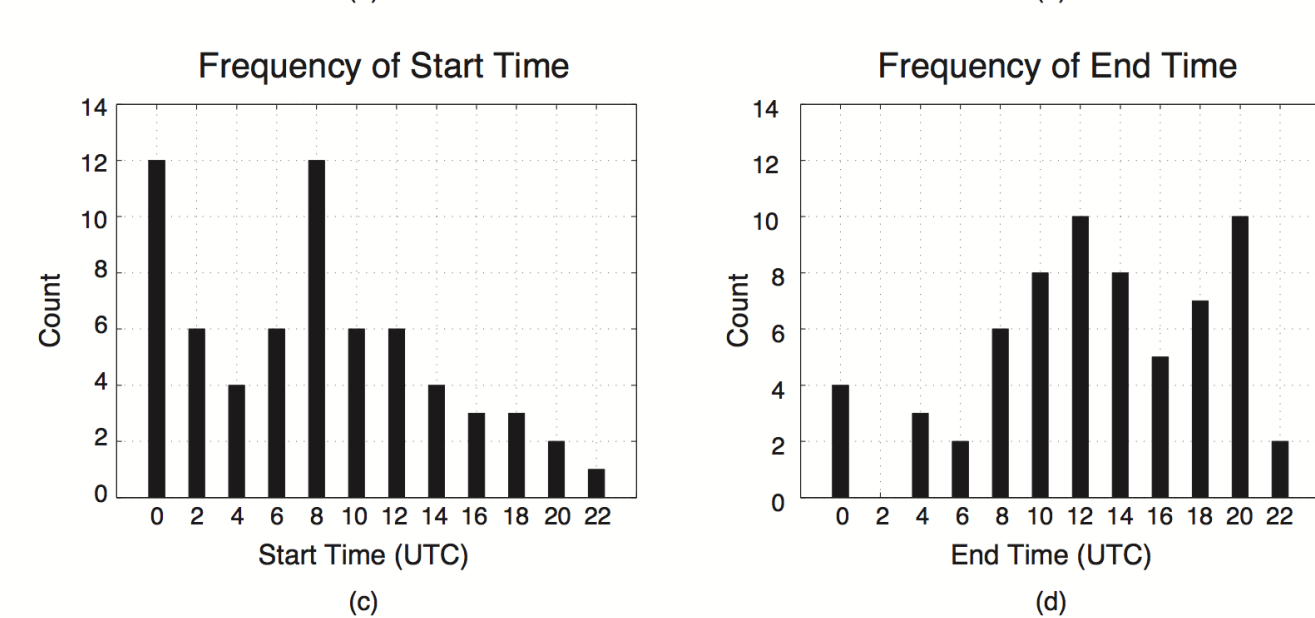 Frequency of Start Time
14
12
10
8
6
4
2
0
Count
0 2 4 6 8 10 12 14 16 18 20 22
Start Time (UTC)
(c)
Frequency of End Time
14
12
10
8
6
4
2
0
Count
0 2 4 6 8 10 12 14 16 18 20 22
End Time (UTC)
(d)